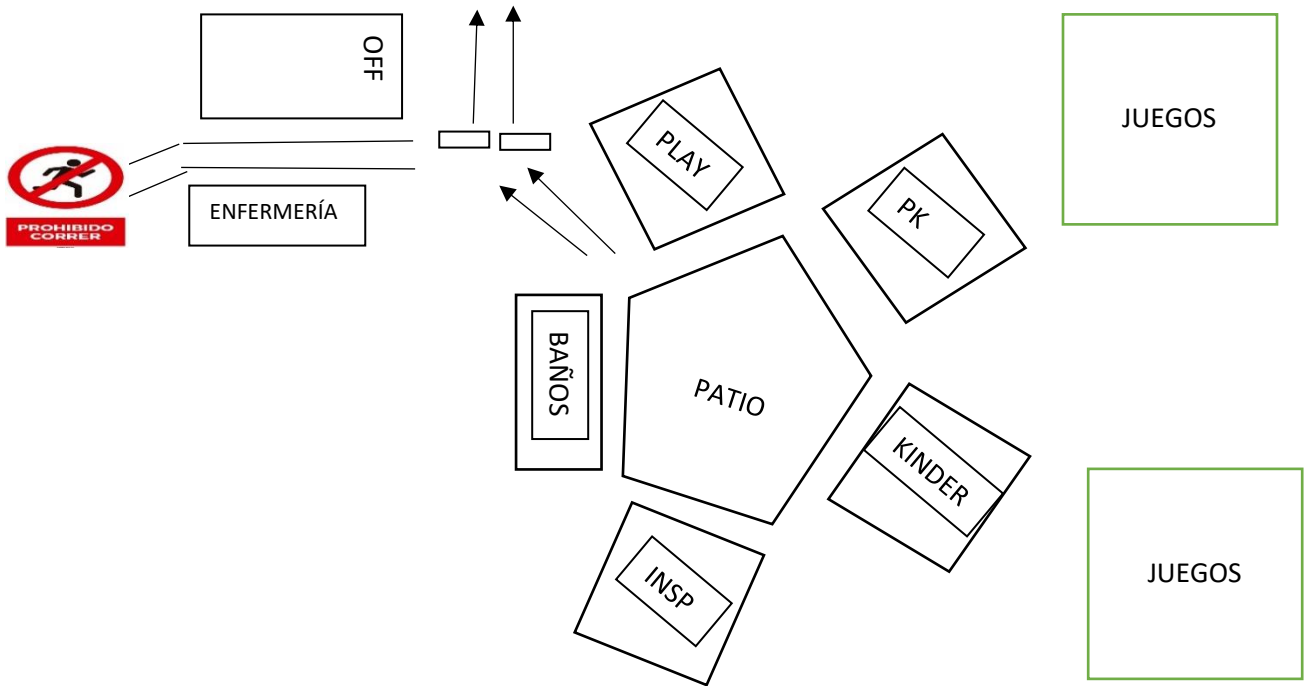 OFF
JUEGOS
PLAY
PROHIBIDO
CORRER
ENFERMERÍA
PK
BAÑOS
PATIO
KINDER
INSP
JUEGOS